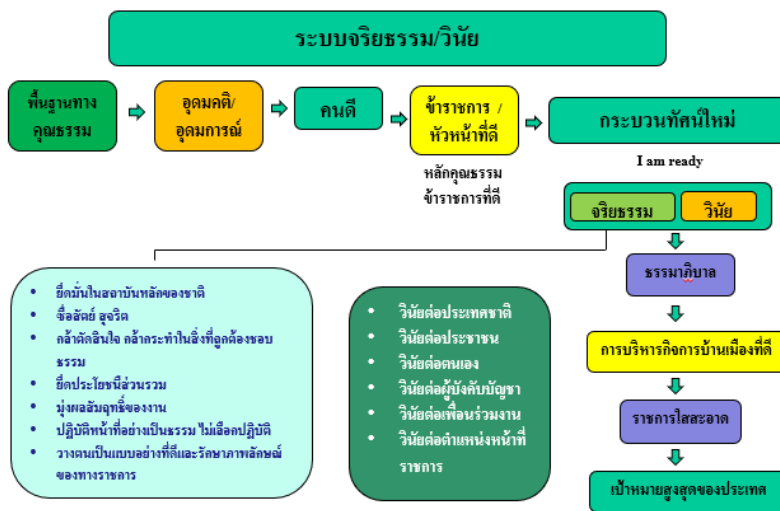 ระบบจริยธรรม/วินัย
พื้นฐานทาง
คุณธรรม
อุดมคติ/
อุดมการณ์
คนดี
ข้าราชการ /
หัวหน้าที่ดี
กระบวนทัศน์ใหม่
หลักคุณธรรม
ข้าราชการที่ดี
I am ready
จริยธรรม
วินัย
• ยึดมั่นในสถาบันหลักของชาติ
• ซื่อสัตย์ สุจริต
• กล้าตัดสินใจ กล้ากระทำในสิ่งที่ถูกต้องชอบ
ธรรม
• ยึดประโยชน์ส่วนรวม
• มุ่งผลสัมฤทธิ์ของงาน
• ปฏิบัติหน้าที่อย่างเป็นธรรม ไม่เลือกปฏิบัติ
• วางตนเป็นแบบอย่างที่ดีและรักษาภาพลักษณ์
ของทางราชการ
• วินัยต่อประเทศชาติ
• วินัยต่อประชาชน
• วินัยต่อตนเอง
• วินัยต่อผู้บังคับบัญชา
• วินัยต่อเพื่อนร่วมงาน
• วินัยต่อตำแหน่งหน้าที่
ราชการ
ธรรมาภิบาล
การบริหารกิจการบ้านเมืองที่ดี
ราชการใสสะอาด
เป้าหมายสูงสุดของประเทศ